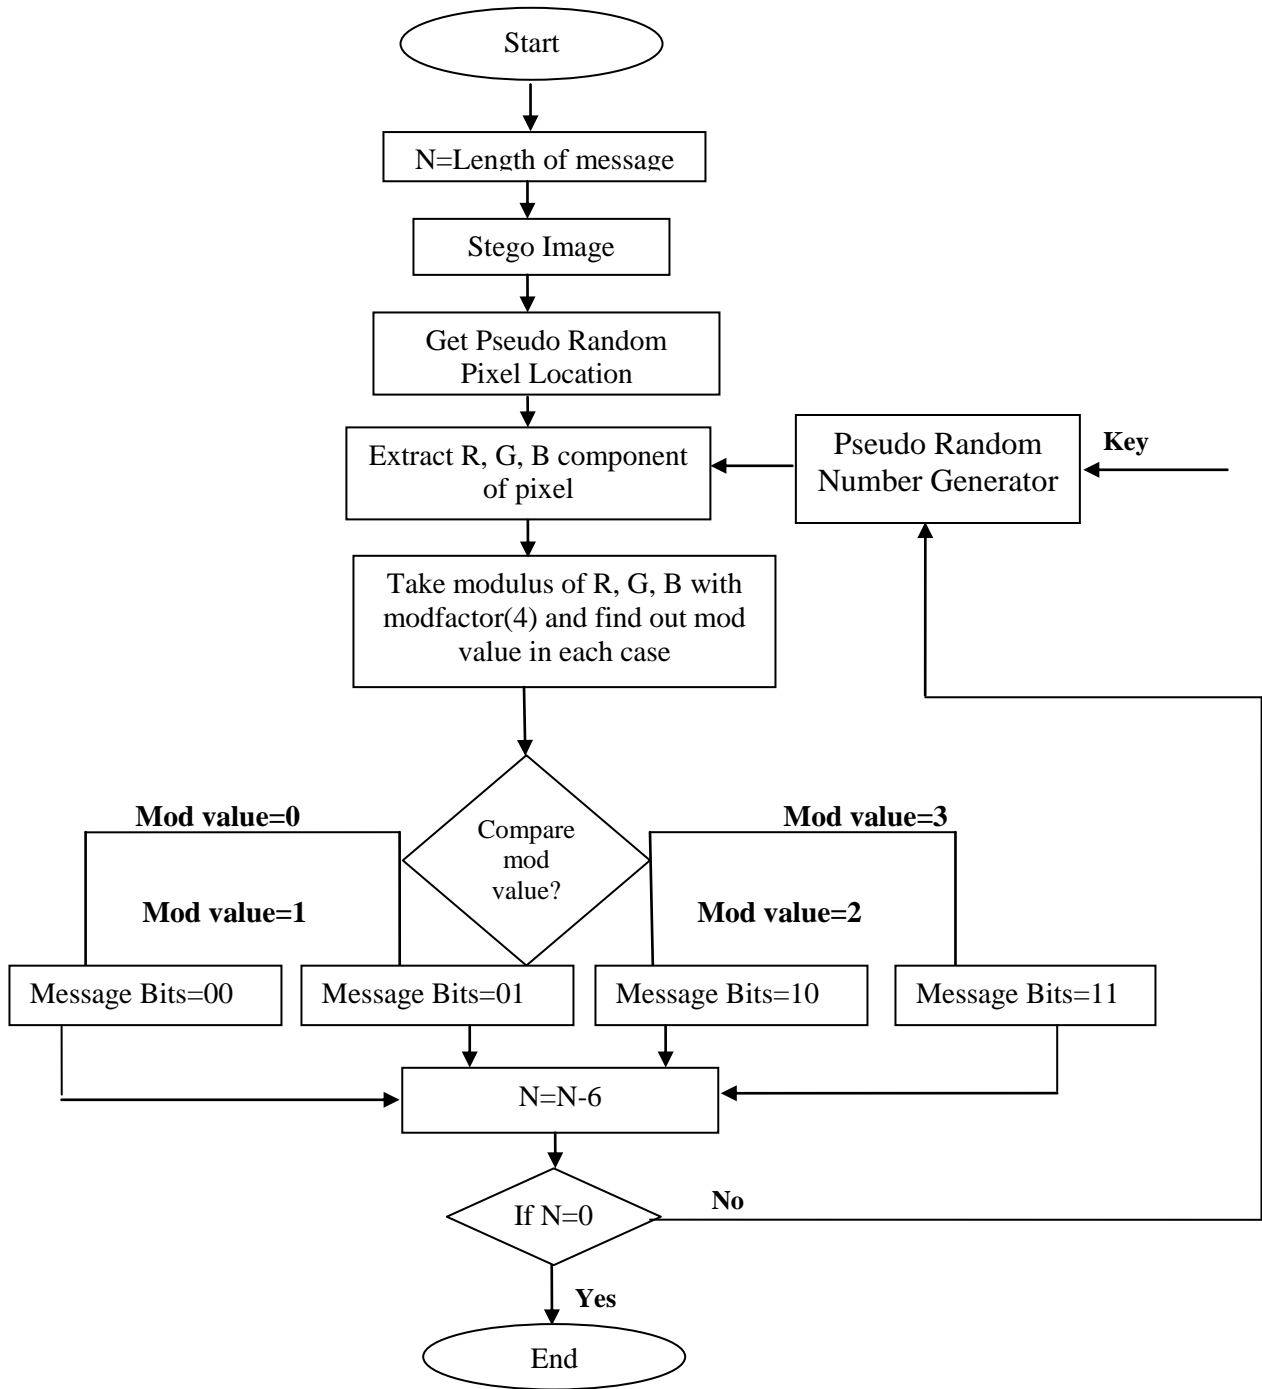 Start
N=Length of message
Stego Image
Get Pseudo Random
Pixel Location
Extract R, G, B component
of pixel
Pseudo Random
Number Generator
Key
Take modulus of R, G, B with
modfactor(4) and find out mod
value in each case
Compare
mod
value?
Mod value=0
Mod value=3
Mod value=1
Mod value=2
Message Bits=00
Message Bits=01
Message Bits=10
Message Bits=11
N=N-6
If N=0
No
Yes
End